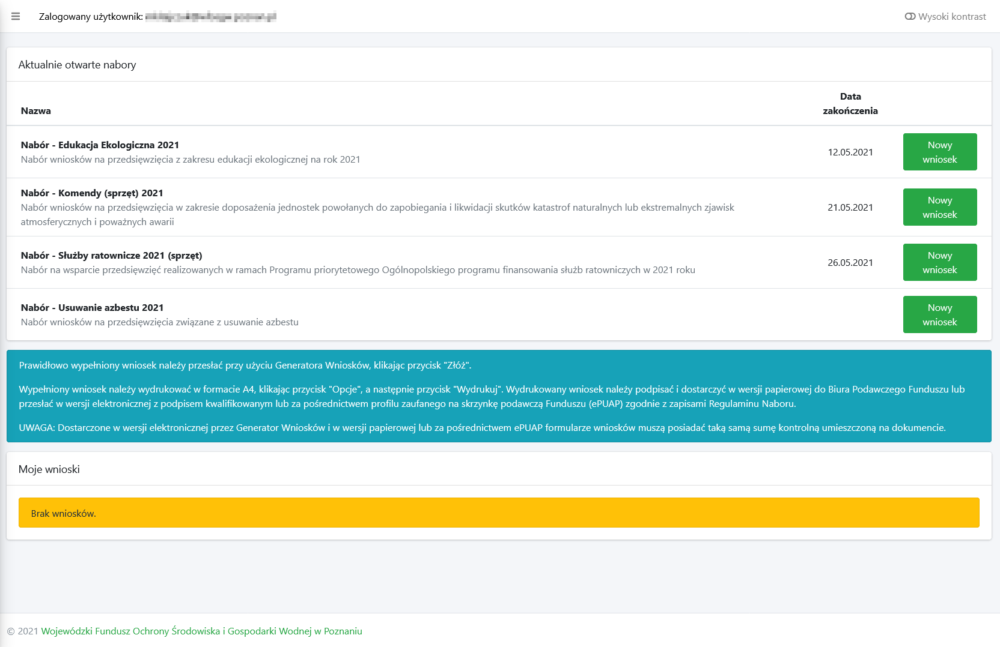 Zalogowany użytkownik:
Wysoki kontrast
Aktualnie otwarte nabory
Nazwa
Data
zakończenia
Nabór - Edukacja Ekologiczna 2021
Nabór wniosków na przedsięwzięcia z zakresu edukacji ekologicznej na rok 2021
12.05.2021
Nowy
wniosek
Nabór - Komendy (sprzęt) 2021
Nabór wniosków na przedsięwzięcia w zakresie doposażenia jednostek powołanych do zapobiegania i likwidacji skutków katastrof naturalnych lub ekstremalnych zjawisk
atmosferycznych i poważnych awarii
21.05.2021
Nowy
wniosek
Nabór - Służby ratownicze 2021 (sprzęt)
Nabór na wsparcie przedsięwzięć realizowanych w ramach Programu priorytetowego Ogólnopolskiego programu finansowania służb ratowniczych w 2021 roku
26.05.2021
Nowy
wniosek
Nabór - Usuwanie azbestu 2021
Nabór wniosków na przedsięwzięcia związane z usuwanie azbestu
Nowy
wniosek
Prawidłowo wypełniony wniosek należy przesłać przy użyciu Generatora Wniosków, klikając przycisk "Złóż".
Wypełniony wniosek należy wydrukować w formacie A4, klikając przycisk "Opcje", a następnie przycisk "Wydrukuj". Wydrukowany wniosek należy podpisać i dostarczyć w wersji papierowej do Biura Podawczego Funduszu lub
przesłać w wersji elektronicznej z podpisem kwalifikowanym lub za pośrednictwem profilu zaufanego na skrzynkę podawczą Funduszu (ePUAP) zgodnie z zapisami Regulaminu Naboru.
UWAGA: Dostarczone w wersji elektronicznej przez Generator Wniosków i w wersji papierowej lub za pośrednictwem ePUAP formularze wniosków muszą posiadać taką samą sumę kontrolną umieszczoną na dokumencie.
Moje wnioski
Brak wniosków.
© 2021 Wojewódzki Fundusz Ochrony Środowiska i Gospodarki Wodnej w Poznaniu